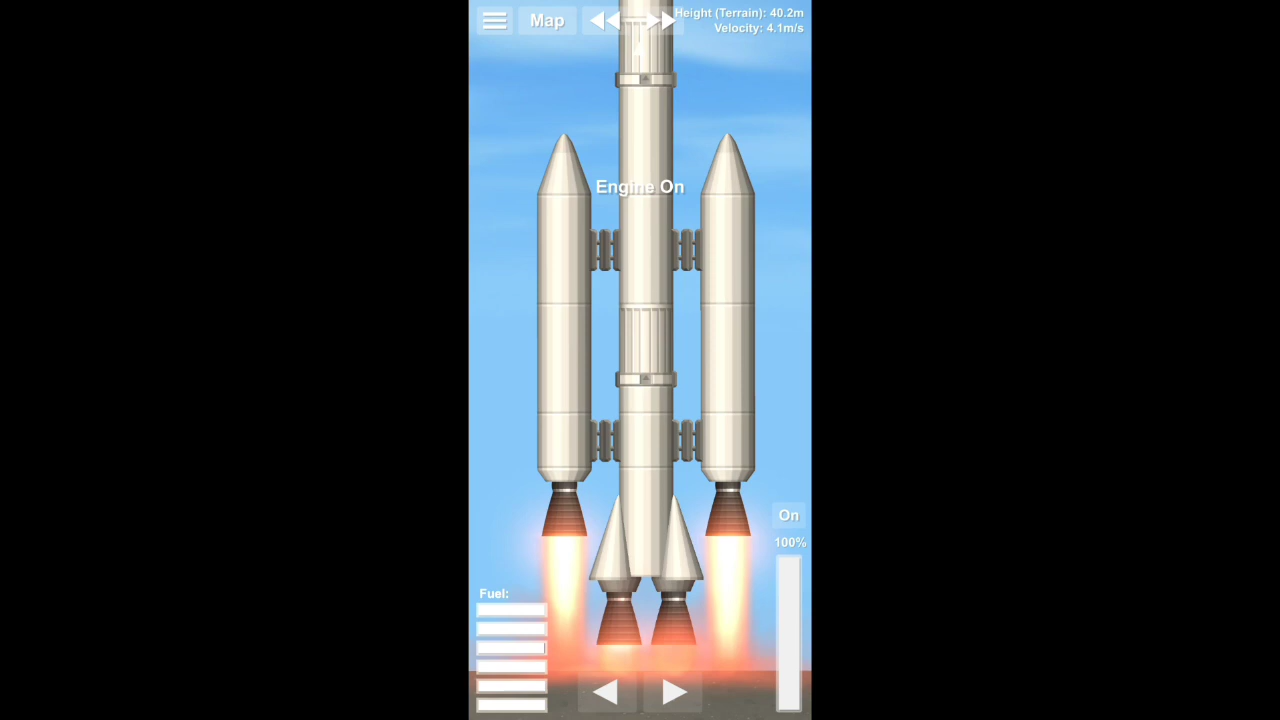 Map
Height (Terrain): 40.2m
Velocity: 4.1m/s
Engine On
On
100%
Fuel: